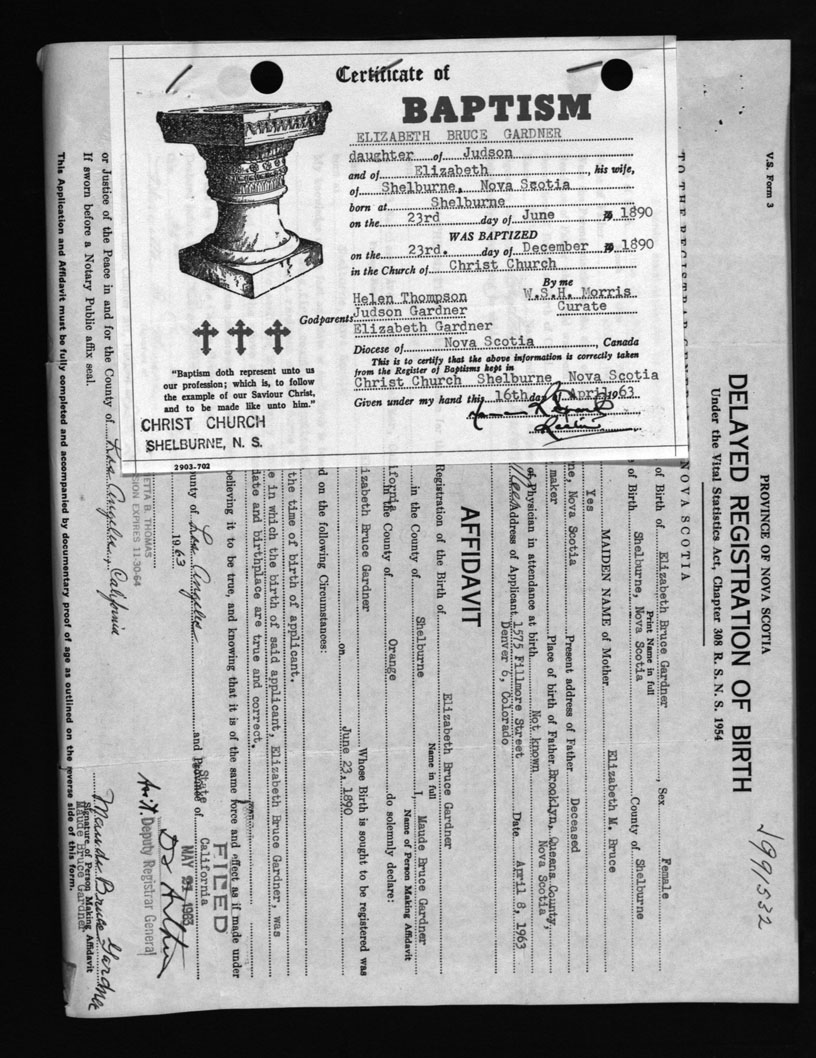 Certificate of
BAPTISM
ELIZABETH BRUCE GARDNER
daughter of Judson
and of Elizabeth, his wife,
of Shelburne, Nova Scotia
born at Shelburne
on the 23rd day of June 1890
WAS BAPTIZED
on the 23rd. day of December 1890
in the Church of Christ Church
By me
Helen Thompson W.S.H. Morris
Godparents Judson Gardner Curate
Elizabeth Gardner
Diocese of Nova Scotia, Canada
This is to certify that the above information is correctly taken
from the Register of Baptisms kept in
Christ Church Shelburne Nova Scotia
Given under my hand this 16th day of April 1963
"Baptism doth represent unto us
our profession; which is, to follow
the example of our Saviour Christ,
and to be made like unto him."
CHRIST CHURCH
SHELBURNE, N. S.
2903-702
V.S. Form 3
PROVINCE OF NOVA SCOTIA
DELAYED REGISTRATION OF BIRTH
Under the Vital Statistics Act, Chapter 308 R. S. N. S. 1954
TO THE REGISTRAR GENERAL
NOVA SCOTIA
of Birth of Elizabeth Bruce Gardner, Sex Female
Print Name in full
of Birth Shelburne, Nova Scotia County of Shelburne
MAIDEN NAME of Mother Elizabeth M. Bruce
Yes
Nova Scotia Present address of Father Deceased
maker Place of birth of Father Brooklyn, Queens County,
Nova Scotia
Physician in attendance at birth Not known
Address of Applicant 1575 Fillmore Street Date April 8, 1963
Denver 6, Colorado
AFFIDAVIT
Registration of the Birth of Elizabeth Bruce Gardner
Name in full
in the County of Shelburne I, Maude Bruce Gardner
Name of Person Making Affidavit
in the County of Orange do solemnly declare:
Elizabeth Bruce Gardner Whose Birth is sought to be registered was
on June 23, 1890
d on the following Circumstances:
the time of birth of applicant.
in which the birth of said applicant, Elizabeth Bruce Gardner, was
date and birthplace are true and correct.
believing it to be true, and knowing that it is of the same force and effect as if made under
County of Los Angeles and State of California
1963
FILED
MAY 1963
Deputy Registrar General
ETTA B. THOMAS
EXPIRES 11-30-64
or Justice of the Peace in and for the County of Los Angeles, California
If sworn before a Notary Public affix seal.
Maude Bruce Gardner
Signature of Person Making Affidavit
Maude Bruce Gardner
This Application and Affidavit must be fully completed and accompanied by documentary proof of age as outlined on the reverse side of this form.